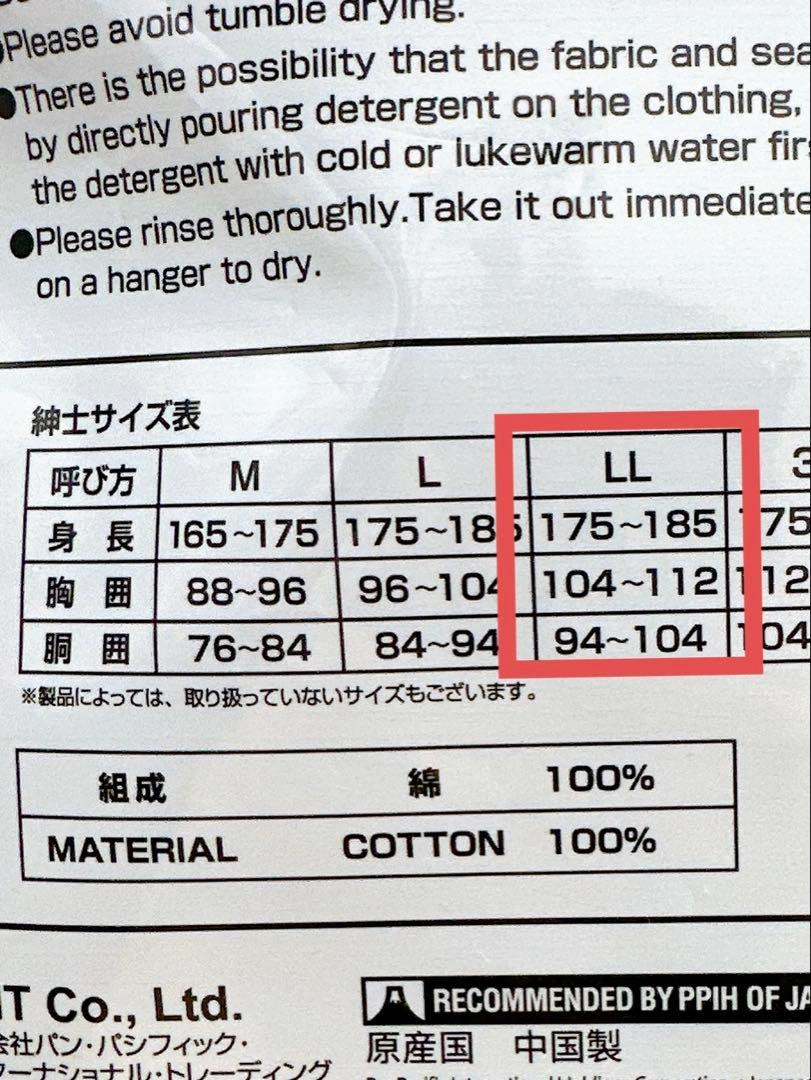 Please avoid tumble drying.
●There is the possibility that the fabric and
by directly pouring detergent on the clothing,
the detergent with cold or lukewarm water
●Please rinse thoroughly.Take it out
on a hanger to dry.
紳士サイズ表
呼び方 M L LL
身長 165~175 175~185 175~185
胸囲 88~96 96~104 104~112
胴囲 76~84 84~94 94~104
※製品によっては、取り扱っていないサイズもございます。
組成 綿 100%
MATERIAL COTTON 100%
Co., Ltd.
パン・パシフィック・
ナショナル・トレーディング
RECOMMENDED BY PPIH OF
原産国 中国製